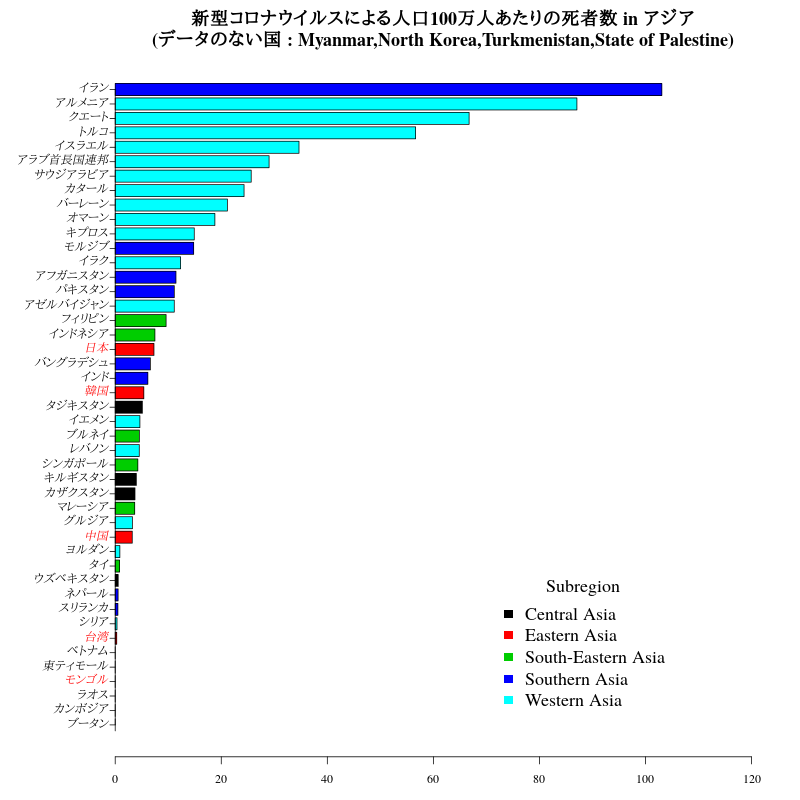 新型コロナウイルスによる人口100万人あたりの死者数 in アジア
(データのない国 : Myanmar,North Korea,Turkmenistan,State of Palestine)
イラン
アルメニア
クエート
トルコ
イスラエル
アラブ首長国連邦
サウジアラビア
カタール
バーレーン
オマーン
キプロス
モルジブ
イラク
アフガニスタン
パキスタン
アゼルバイジャン
フィリピン
インドネシア
日本
バングラデシュ
インド
韓国
タジキスタン
イエメン
ブルネイ
レバノン
シンガポール
キルギスタン
カザクスタン
マレーシア
グルジア
中国
ヨルダン
タイ
ウズベキスタン
ネパール
スリランカ
シリア
台湾
ベトナム
東ティモール
モンゴル
ラオス
カンボジア
ブータン
Subregion
Central Asia
Eastern Asia
South-Eastern Asia
Southern Asia
Western Asia
0 20 40 60 80 100 120